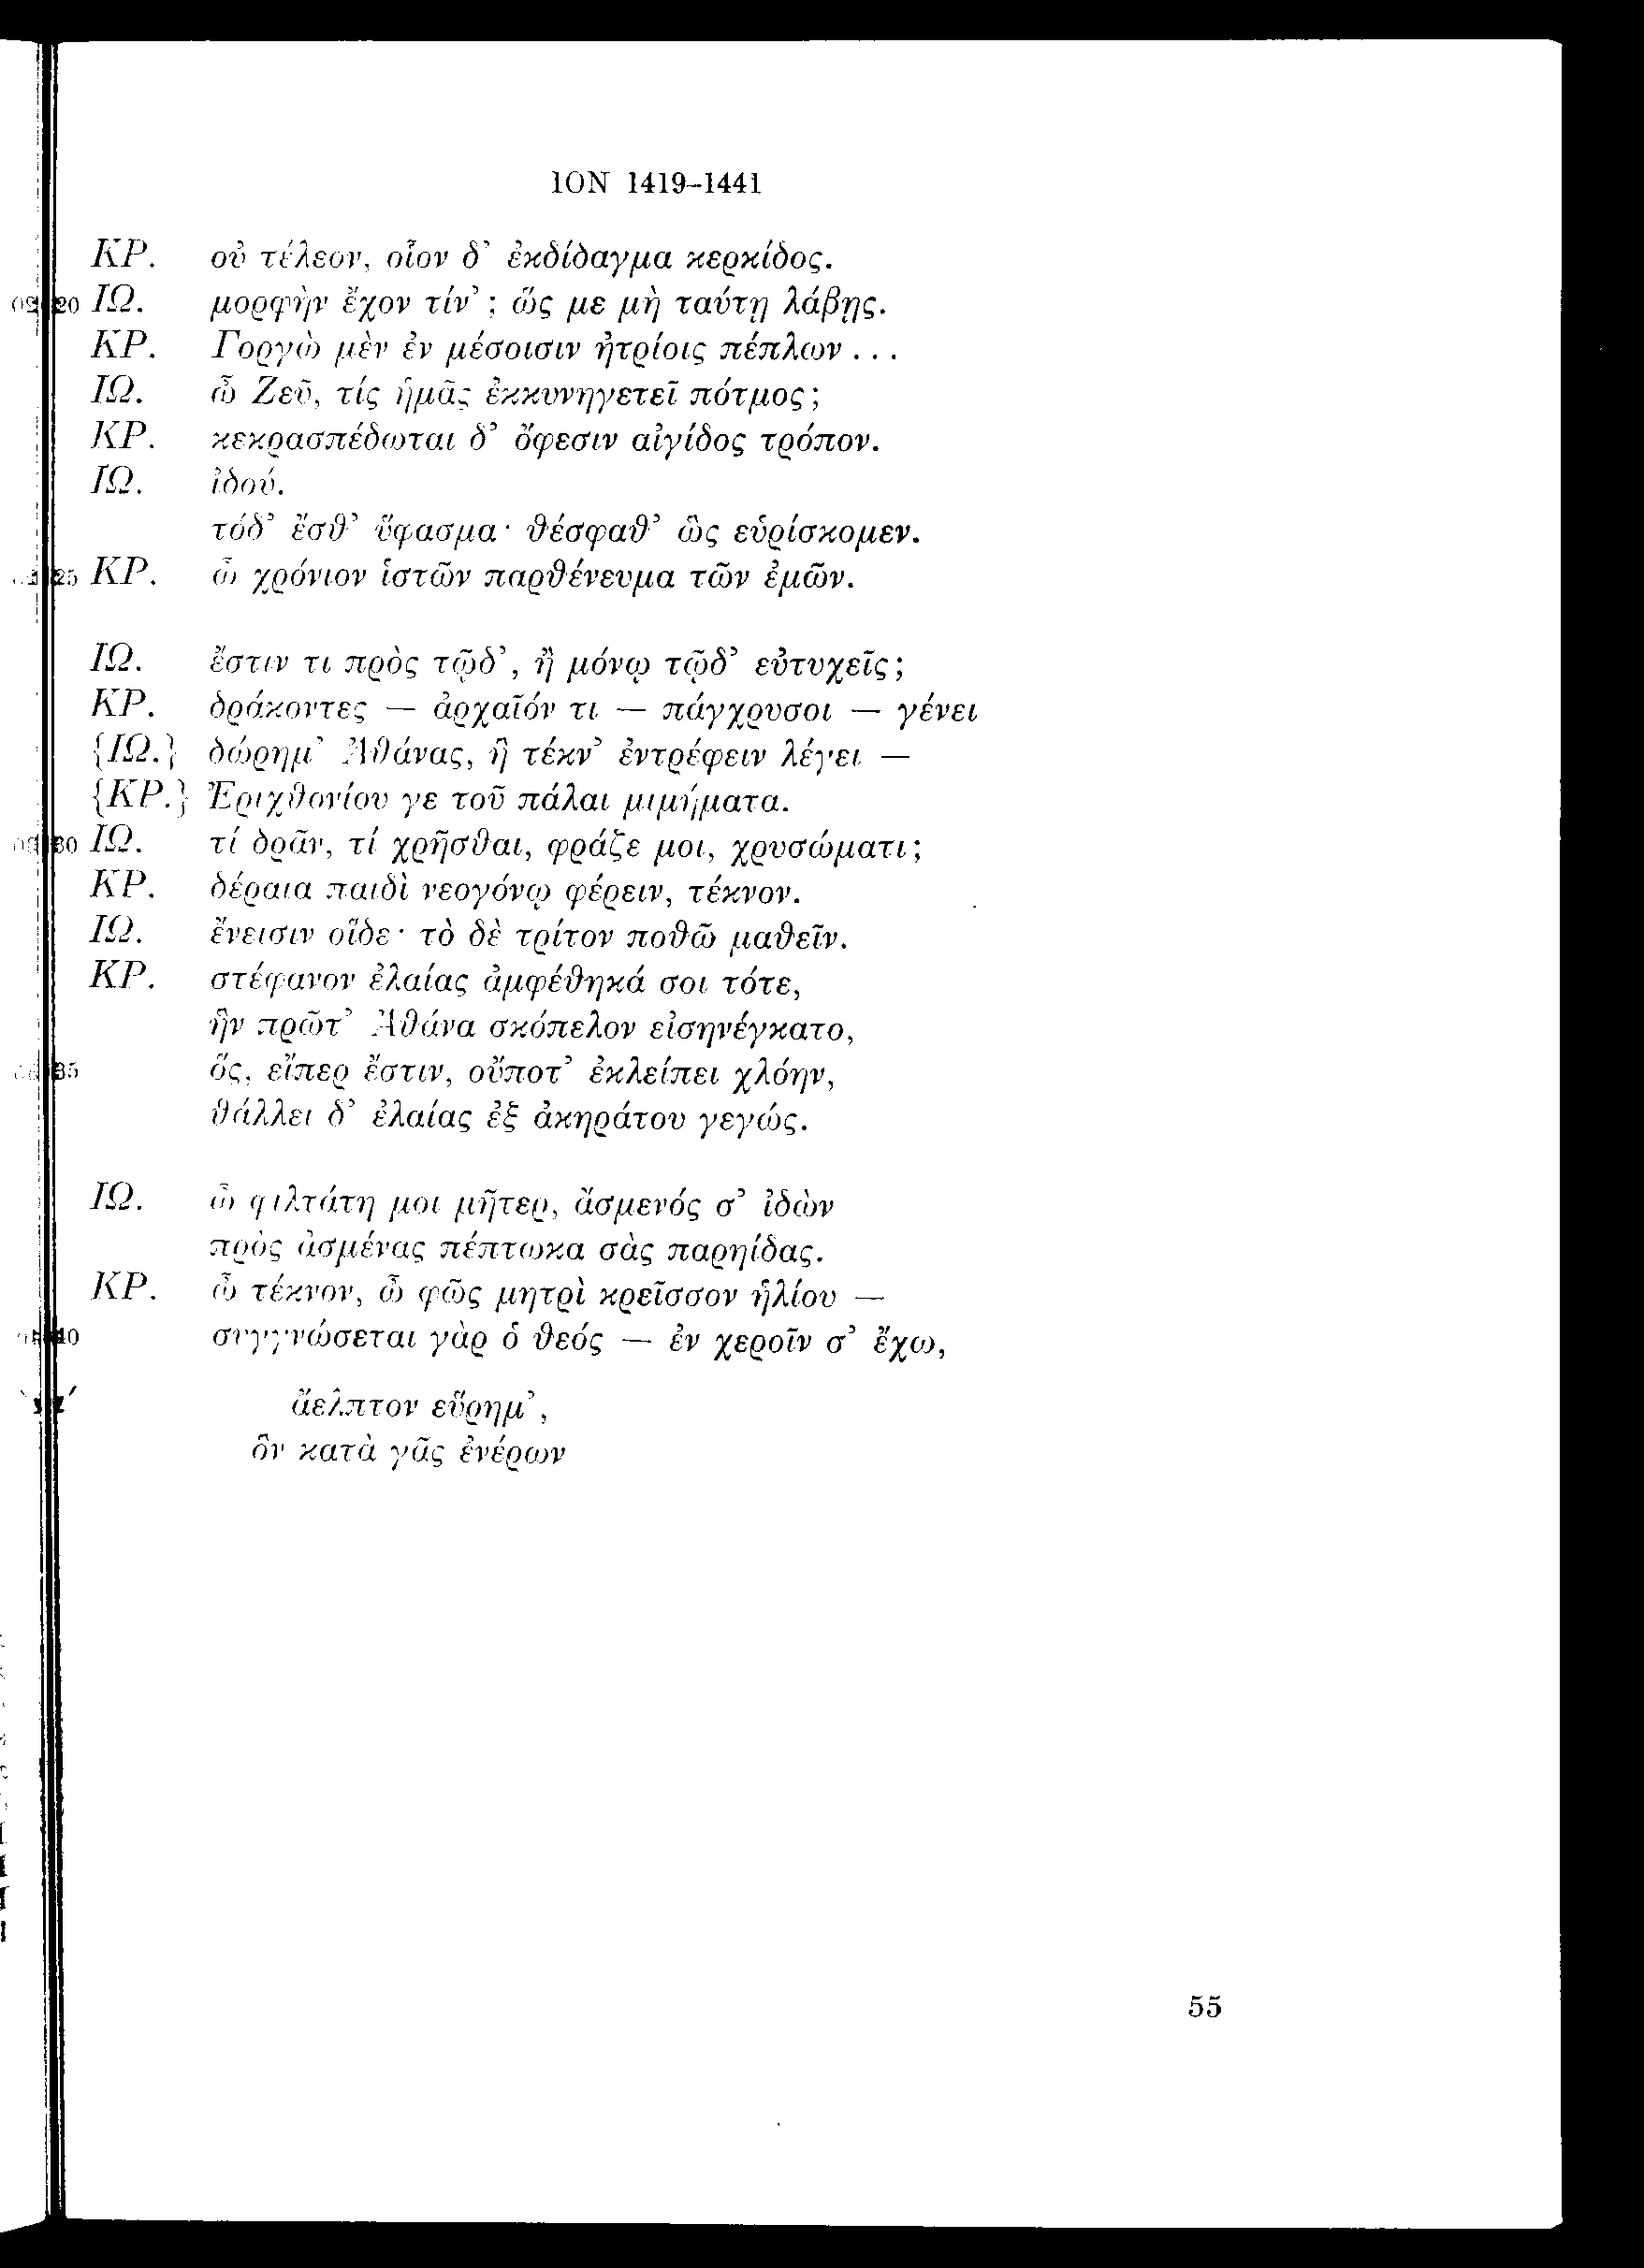 ION 1419–1441
ΚΡ. οὐ τέλεον, οἷον δ’ ἐκδίδαγμα κερκίδος.
20 ΙΩ. μορφὴν ἔχον τίν’; ὥς με μὴ ταύτῃ λάβῃς.
ΚΡ. Γοργὼ μὲν ἐν μέσοισιν ἠτρίοις πέπλων . . .
ΙΩ. ὦ Ζεῦ, τίς ἡμᾶς ἐκκυνηγετεῖ πότμος;
ΚΡ. κεκρασπέδωται δ’ ὄφεσιν αἰγίδος τρόπον.
ΙΩ. ἰδού.
τόδ’ ἔσθ’ ὕφασμα· θέσφαθ’ ὣς εὑρίσκομεν.
25 ΚΡ. ὦ χρόνιον ἱστῶν παρθένευμα τῶν ἐμῶν.
ΙΩ. ἔστιν τι πρὸς τῷδ’, ἢ μόνῳ τῷδ’ εὐτυχεῖς;
ΚΡ. δράκοντες — ἀρχαῖόν τι — πάγχρυσοι — γένει
{ΙΩ.} δώρημ’ Ἀθάνας, ἣ τέκν’ ἐντρέφειν λέγει —
{ΚΡ.} Ἐριχθονίου γε τοῦ πάλαι μιμήματα.
30 ΙΩ. τί δρᾶν, τί χρῆσθαι, φράζε μοι, χρυσώματι;
ΚΡ. δέραια παιδὶ νεογόνῳ φέρειν, τέκνον.
ΙΩ. ἔνεισιν οἵδε· τὸ δὲ τρίτον ποθῶ μαθεῖν.
ΚΡ. στέφανον ἐλαίας ἀμφέθηκά σοι τότε,
ἣν πρῶτ’ Ἀθάνα σκόπελον εἰσηνέγκατο,
35 ὅς, εἴπερ ἔστιν, οὔποτ’ ἐκλείπει χλόην,
θάλλει δ’ ἐλαίας ἐξ ἀκηράτου γεγώς.
ΙΩ. ὦ φιλτάτη μοι μῆτερ, ἄσμενός σ’ ἰδὼν
πρὸς ἀσμένας πέπτωκα σὰς παρηίδας.
ΚΡ. ὦ τέκνον, ὦ φῶς μητρὶ κρεῖσσον ἡλίου —
40 συγγνώσεται γὰρ ὁ θεός — ἐν χεροῖν σ’ ἔχω,
ἄελπτον εὕρημ’,
ὃν κατὰ γᾶς ἐνέρων
55